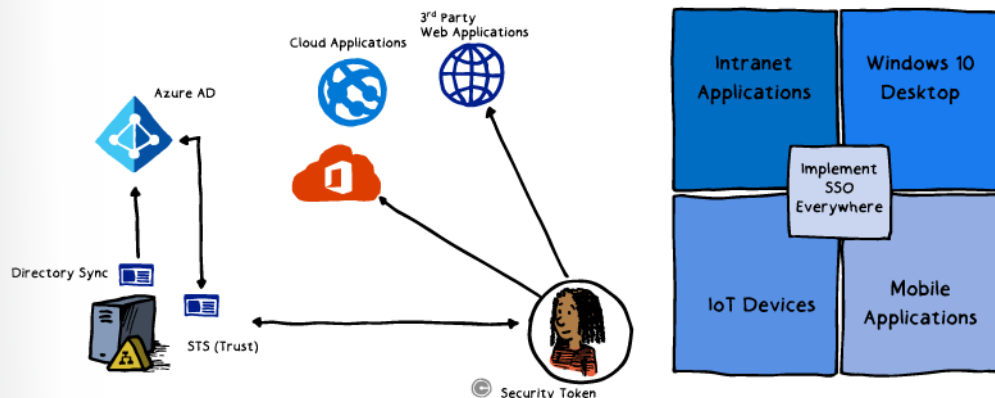 3rd Party
Web Applications
Cloud Applications
Azure AD
Directory Sync
STS (Trust)
Security Token
Intranet
Applications
Windows 10
Desktop
Implement
SSO
Everywhere
IoT Devices
Mobile
Applications